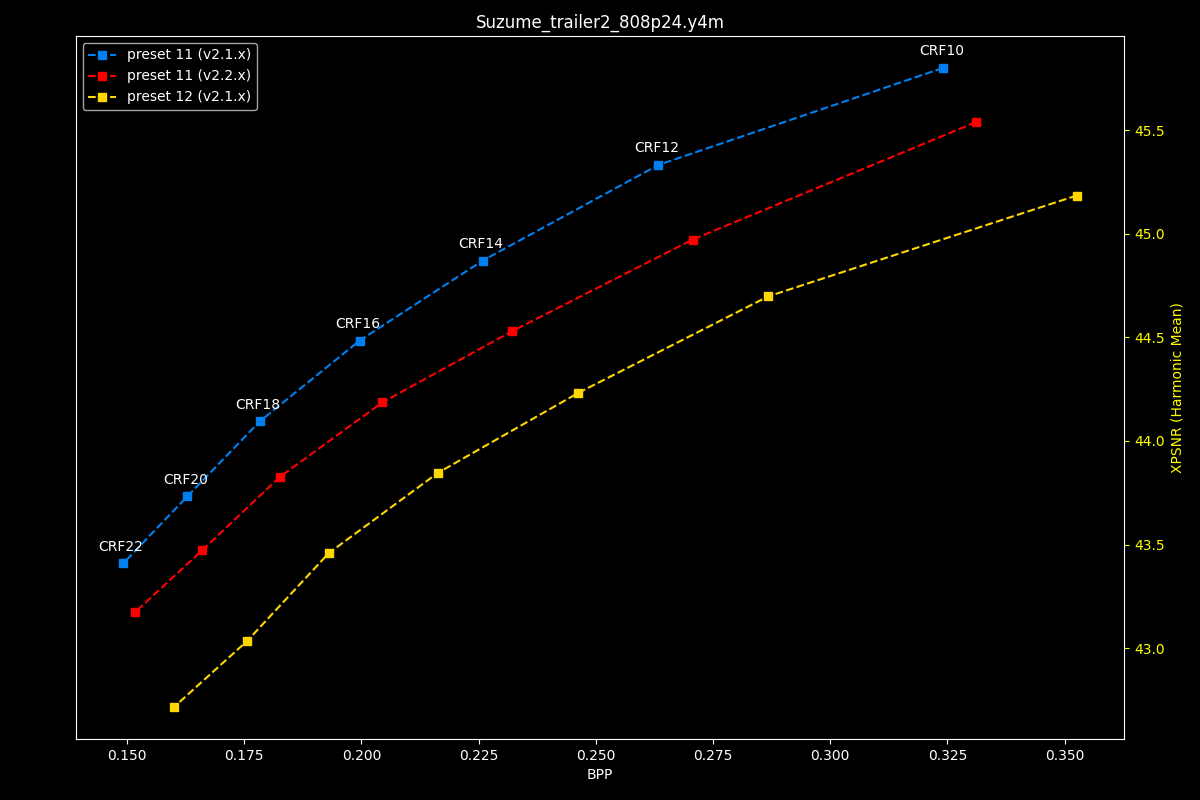 Suzume_trailer2_808p24.y4m
preset 11 (v2.1.x)
preset 11 (v2.2.x)
preset 12 (v2.1.x)
CRF10
CRF12
CRF14
CRF16
CRF18
CRF20
CRF22
45.5
45.0
44.5
44.0
43.5
43.0
XPSNR (Harmonic Mean)
0.150 0.175 0.200 0.225 0.250 0.275 0.300 0.325 0.350
BPP